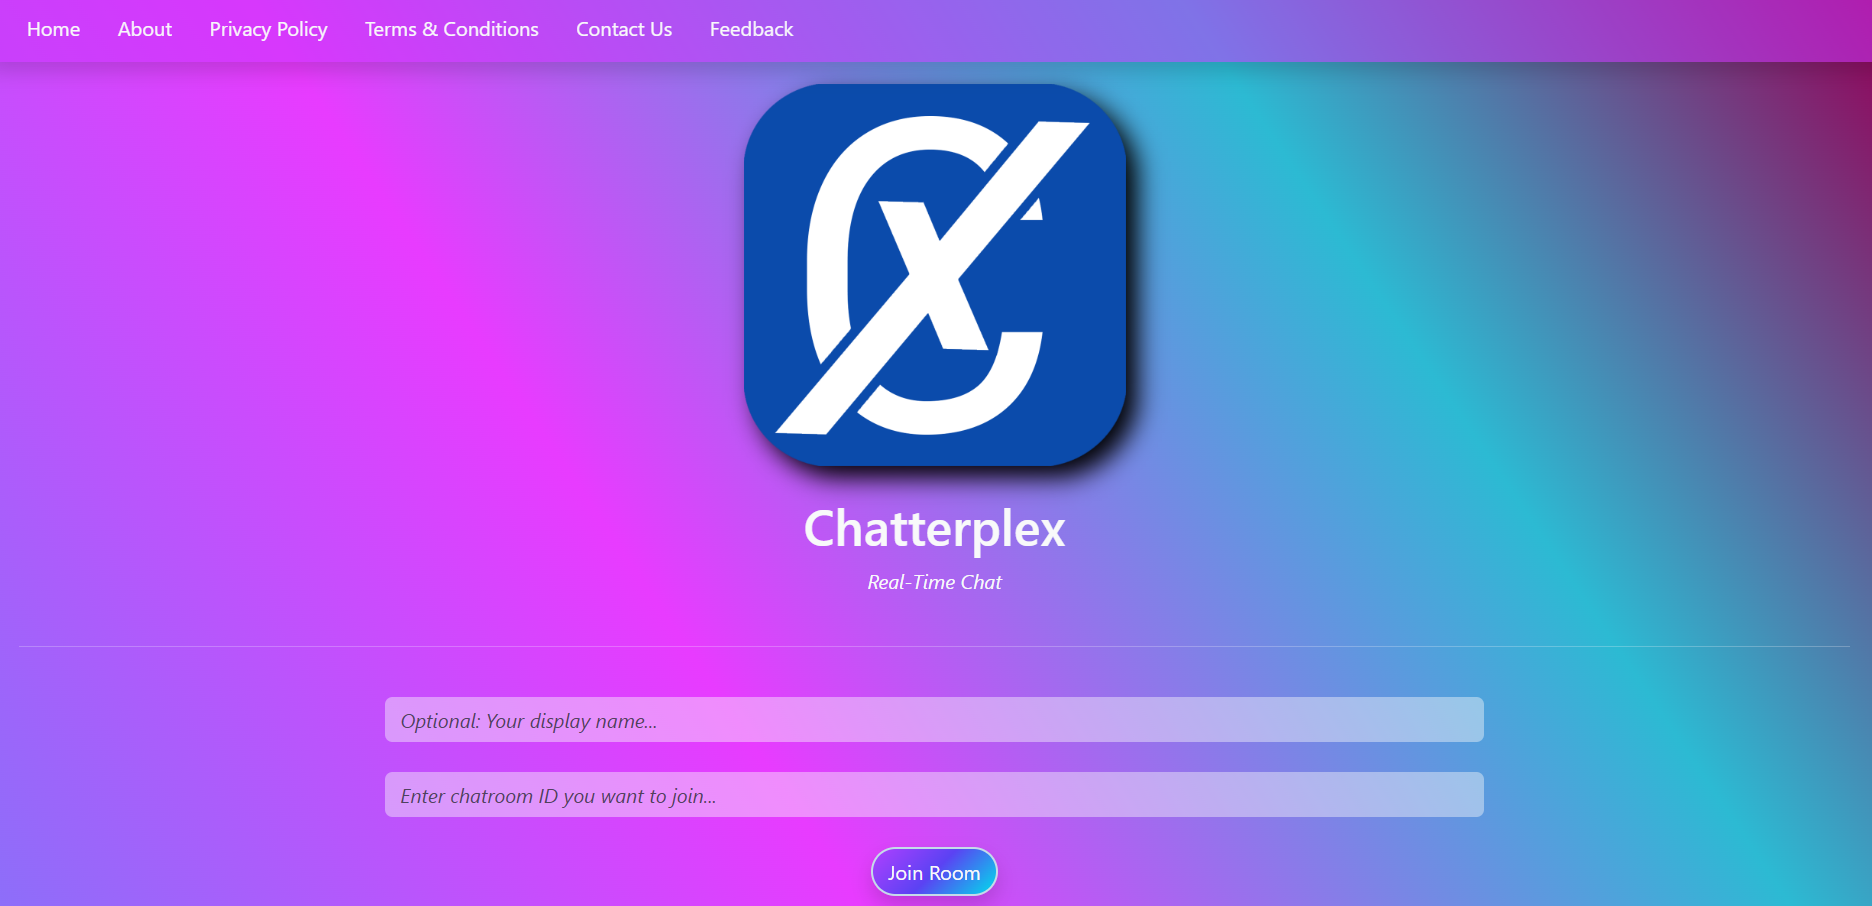 Home About Privacy Policy Terms & Conditions Contact Us Feedback
Cx
Chatterplex
Real-Time Chat
Optional: Your display name...
Enter chatroom ID you want to join...
Join Room